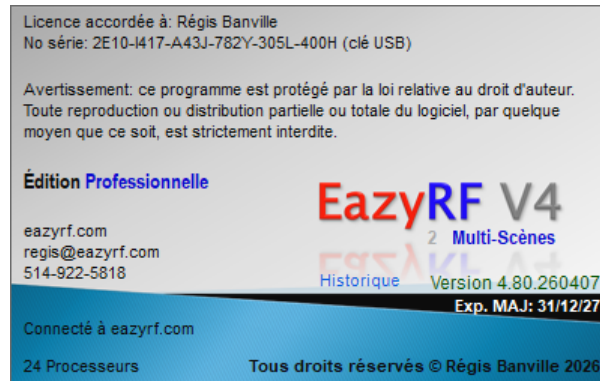 Licence accordée à: Régis Banville
No série: 2E10-I417-A43J-782Y-305L-400H (clé USB)
Avertissement: ce programme est protégé par la loi relative au droit d'auteur.
Toute reproduction ou distribution partielle ou totale du logiciel, par quelque
moyen que ce soit, est strictement interdite.
Édition Professionnelle
EazyRF V4
2 Multi-Scènes
eazyrf.com
regis@eazyrf.com
514-922-5818
Historique
Version 4.80.260407
Exp. MAJ: 31/12/27
Connecté à eazyrf.com
24 Processeurs
Tous droits réservés © Régis Banville 2026